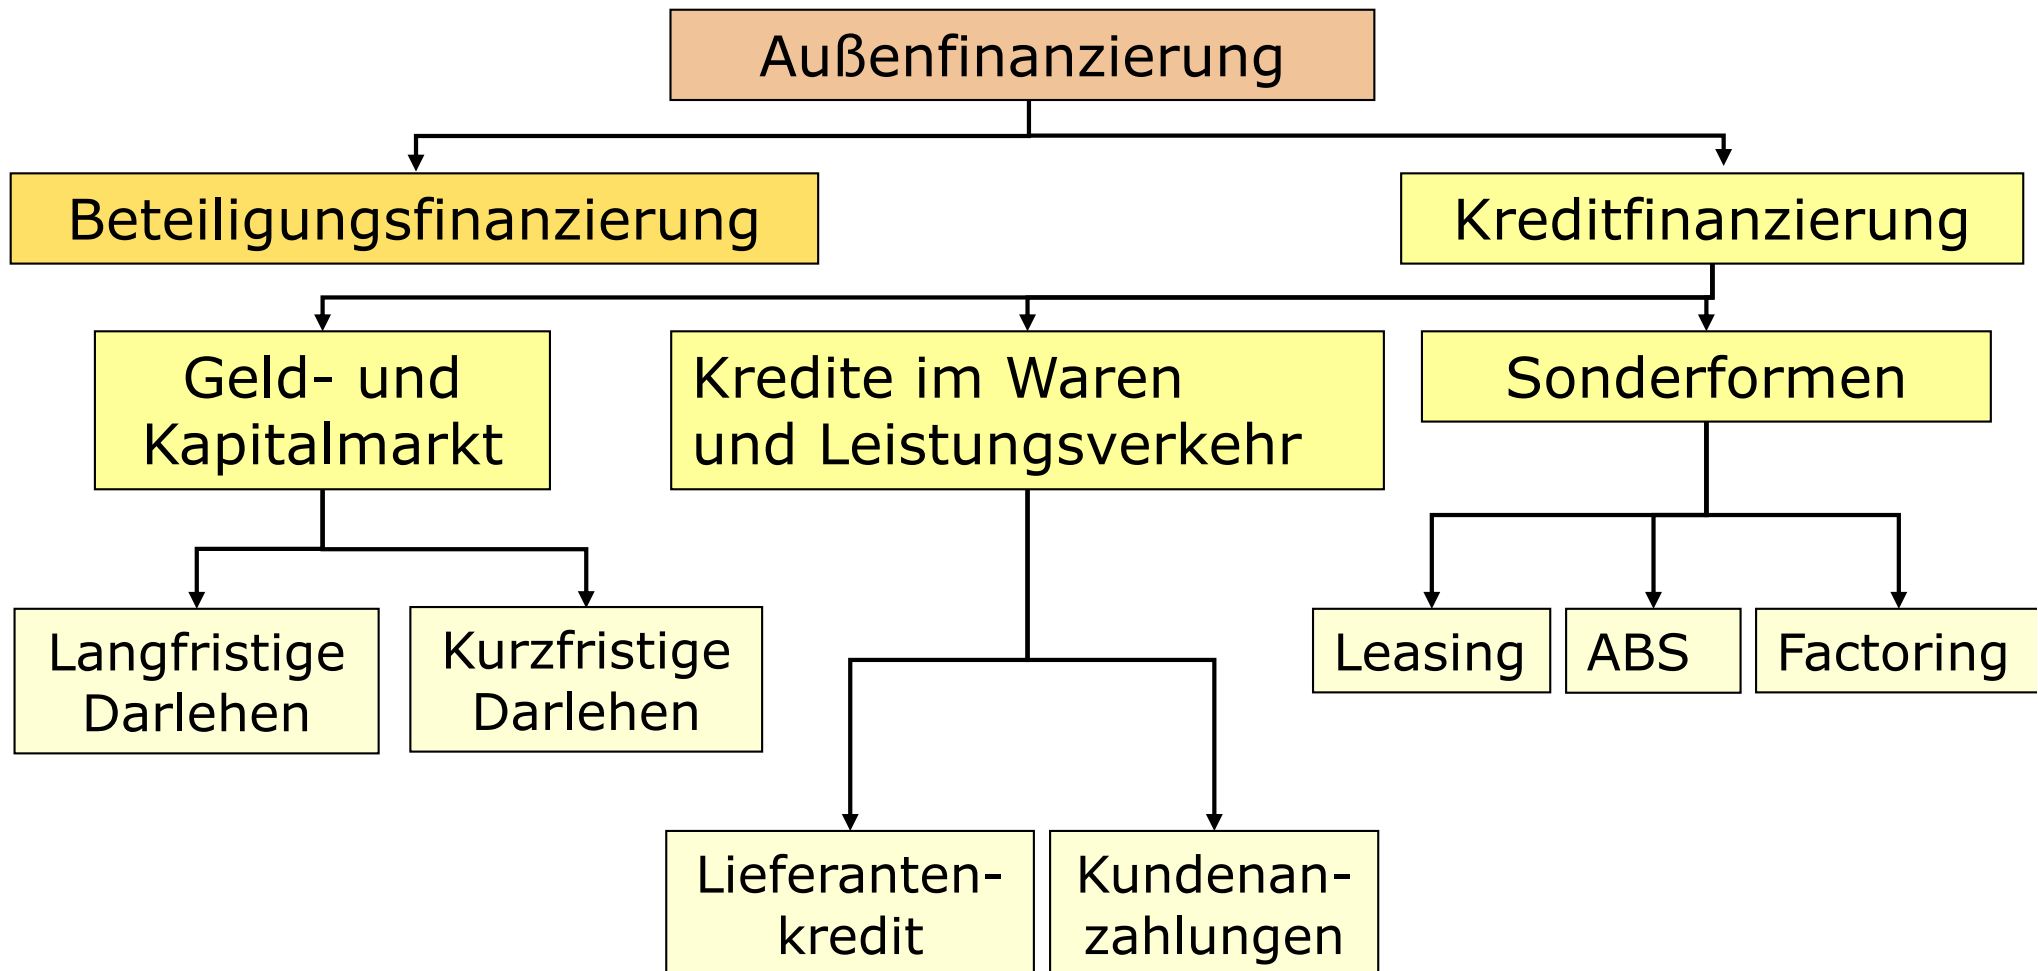 Außenfinanzierung
Beteiligungsfinanzierung
Kreditfinanzierung
Geld- und
Kapitalmarkt
Kredite im Waren
und Leistungsverkehr
Sonderformen
Langfristige
Darlehen
Kurzfristige
Darlehen
Lieferanten-
kredit
Kundenan-
zahlungen
Leasing
ABS
Factoring